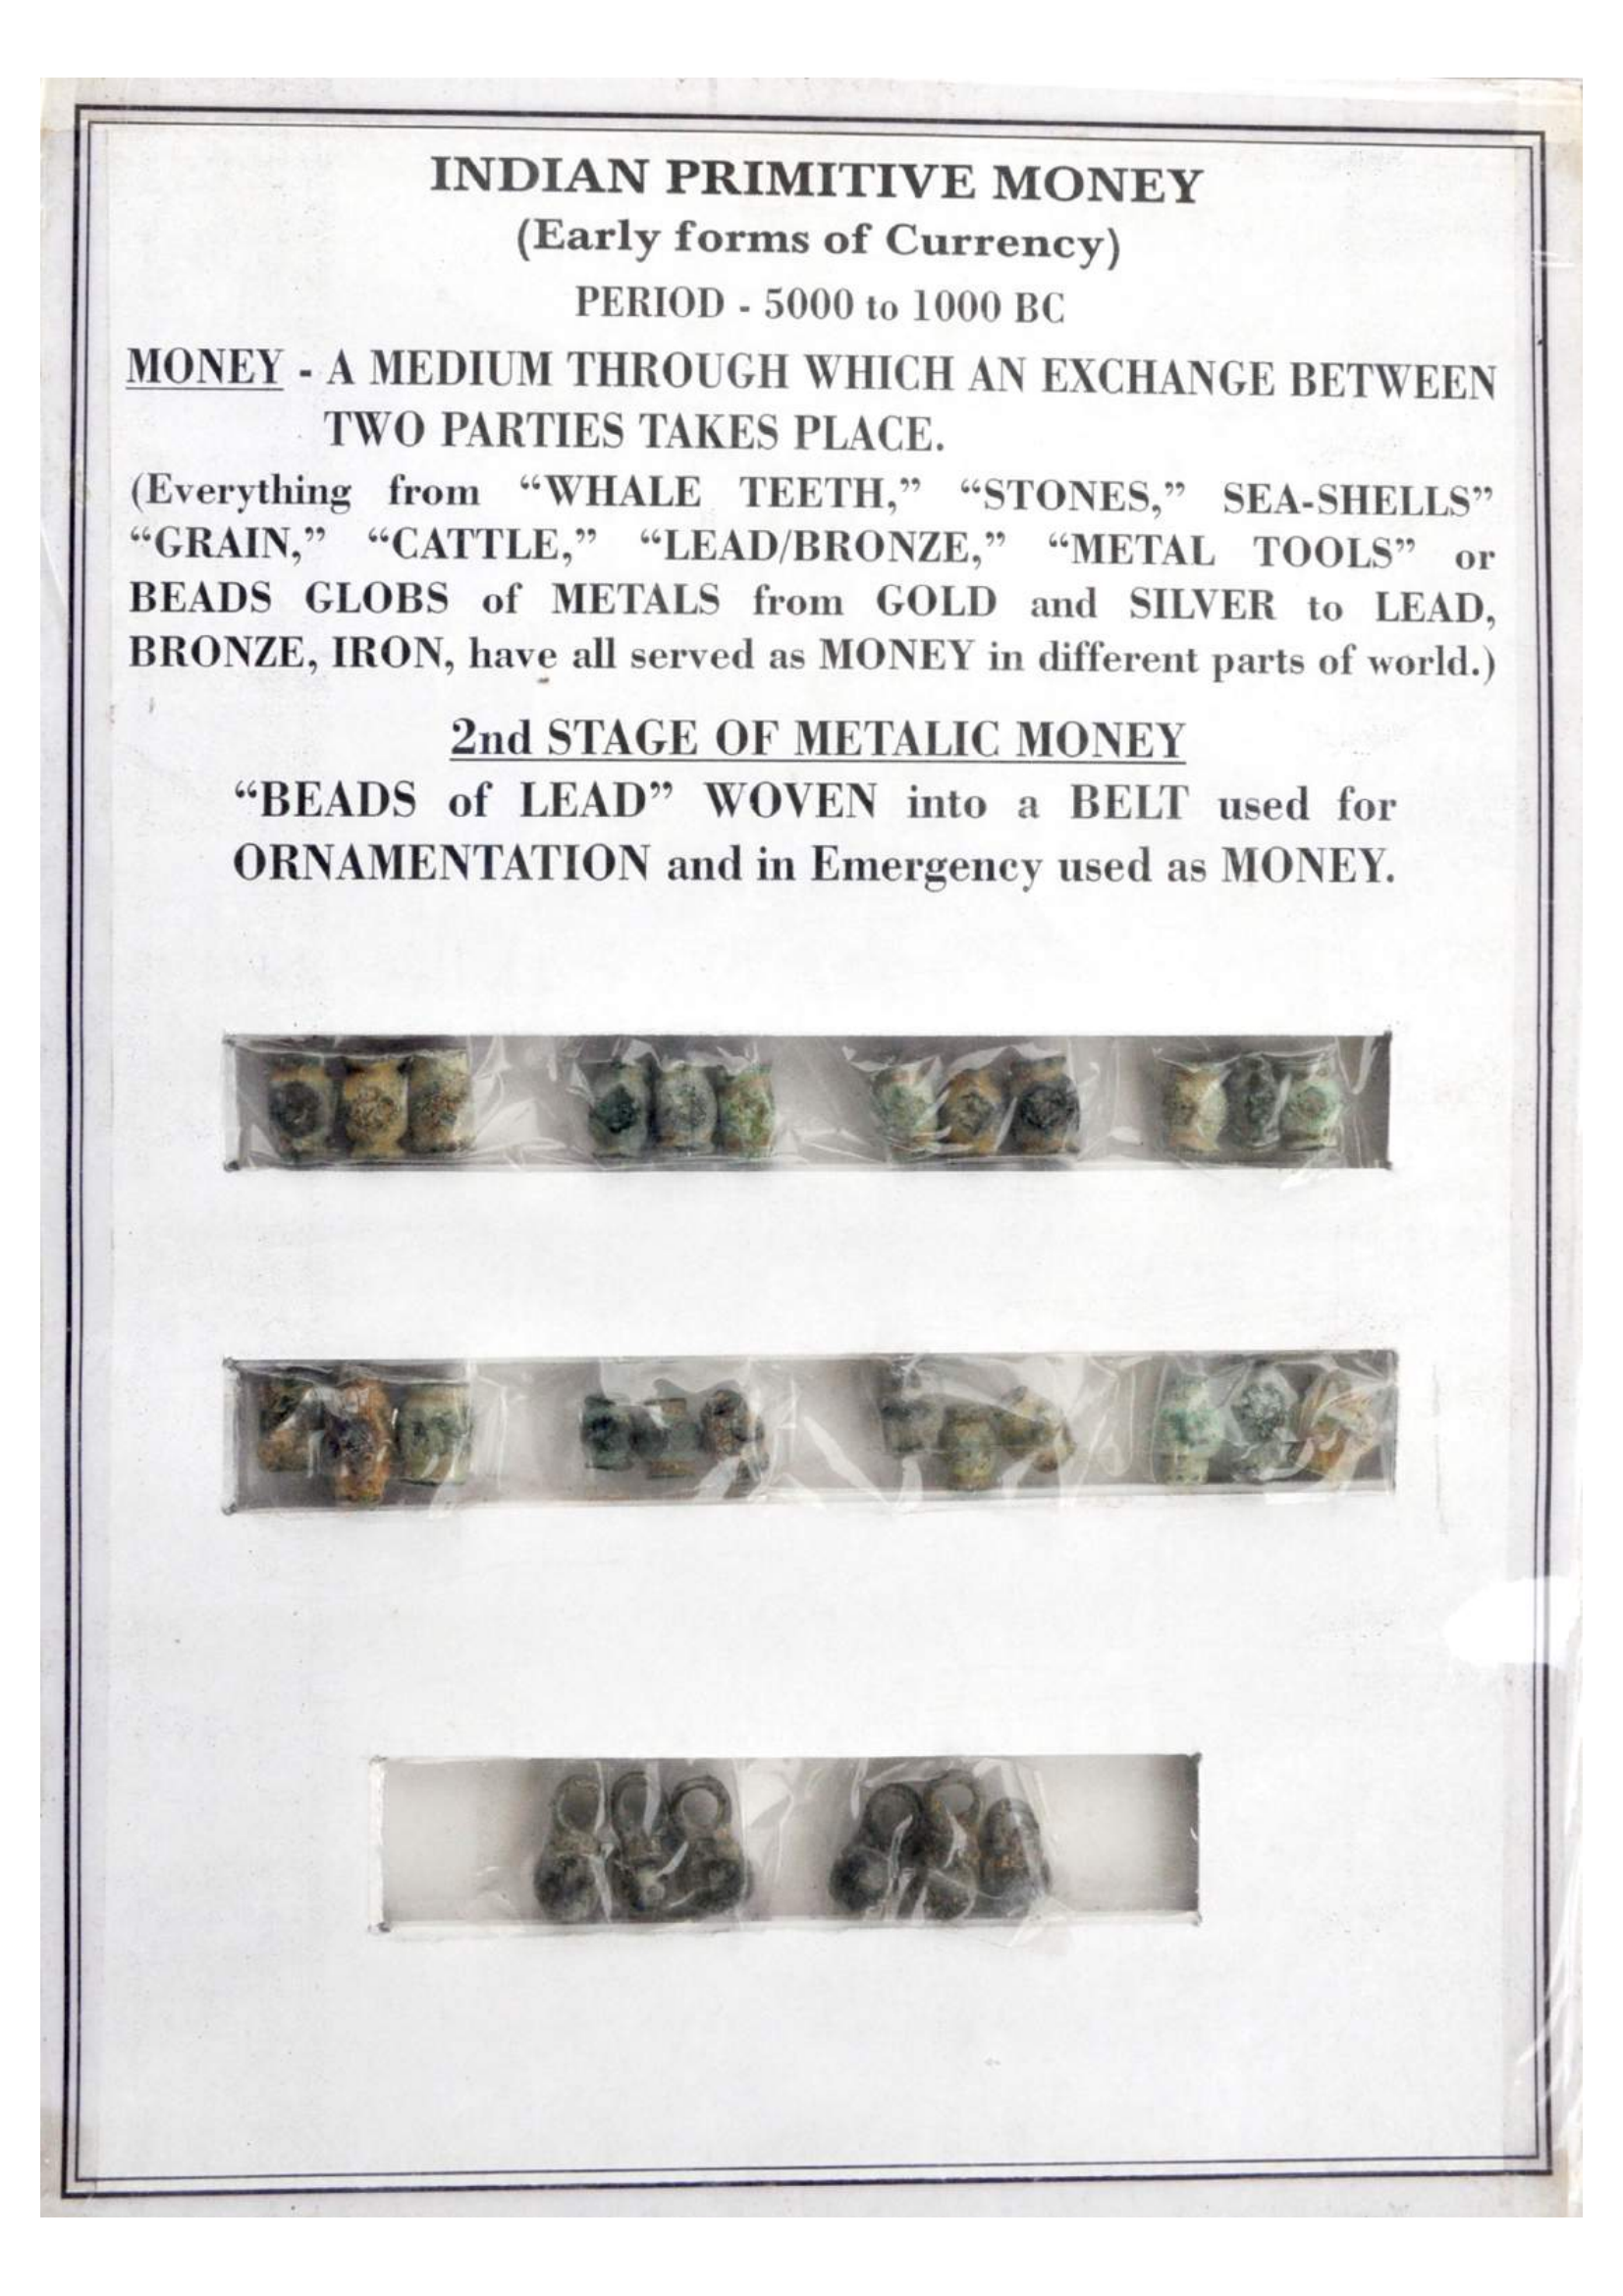 INDIAN PRIMITIVE MONEY
(Early forms of Currency)
PERIOD - 5000 to 1000 BC
MONEY - A MEDIUM THROUGH WHICH AN EXCHANGE BETWEEN
TWO PARTIES TAKES PLACE.
(Everything from “WHALE TEETH,” “STONES,” SEA-SHELLS”
“GRAIN,” “CATTLE,” “LEAD/BRONZE,” “METAL TOOLS” or
BEADS GLOBS of METALS from GOLD and SILVER to LEAD,
BRONZE, IRON, have all served as MONEY in different parts of world.)
2nd STAGE OF METALIC MONEY
“BEADS of LEAD” WOVEN into a BELT used for
ORNAMENTATION and in Emergency used as MONEY.